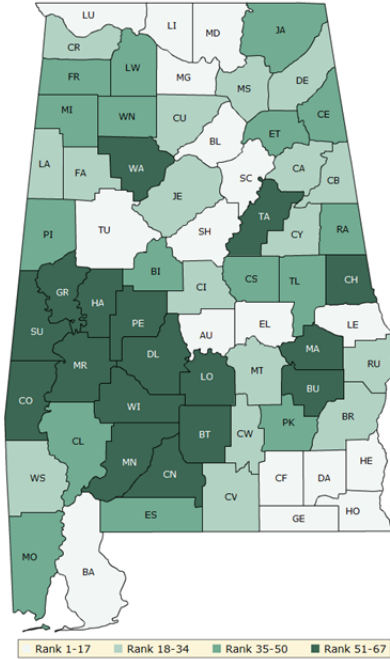 LU LI MD JA
CR
LW MG MS DE
FR
MI WN CU CE
BL ET
LA FA WA SC CA CB
JE
TU SH TA CY RA
PI
BI CS TL CH
GR HA CI
SU PE AU EL LE
MR DL MA RU
LO MT
CO WI BU
BT CW PK BR
CL
MN CN HE
WS CV CF DA
ES GE HO
MO
BA
Rank 1-17 Rank 18-34 Rank 35-50 Rank 51-67